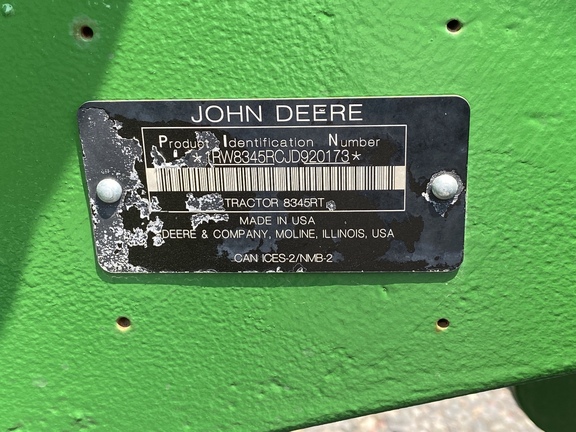 JOHN DEERE
Product Identification Number
*1RW8345RCJD920173*
TRACTOR 8345RT
MADE IN USA
DEERE & COMPANY, MOLINE, ILLINOIS, USA
CAN ICES-2/NMB-2